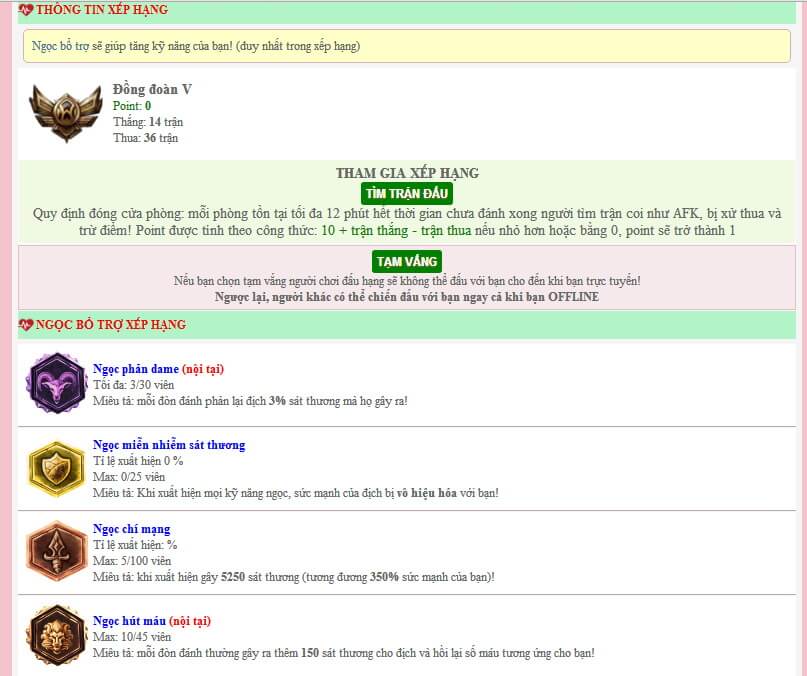 THÔNG TIN XẾP HẠNG
Ngọc bổ trợ sẽ giúp tăng kỹ năng của bạn! (duy nhất trong xếp hạng)
Đồng đoàn V
Point: 0
Thắng: 14 trận
Thua: 36 trận
THAM GIA XẾP HẠNG
TÌM TRẬN ĐẤU
Quy định đóng cửa phòng: mỗi phòng tồn tại tối đa 12 phút hết thời gian chưa đánh xong người tìm trận coi như AFK, bị xử thua và
trừ điểm! Point được tính theo công thức: 10 + trận thắng - trận thua nếu nhỏ hơn hoặc bằng 0, point sẽ trở thành 1
TẠM VẮNG
Nếu bạn chọn tạm vắng người chơi đấu hạng sẽ không thể đấu với bạn cho đến khi bạn trực tuyến!
Ngược lại, người khác có thể chiến đấu với bạn ngay cả khi bạn OFFLINE
NGỌC BỔ TRỢ XẾP HẠNG
Ngọc phản dame (nội tại)
Tối đa: 3/30 viên
Miêu tả: mỗi đòn đánh phản lại địch 3% sát thương mà họ gây ra!
Ngọc miễn nhiễm sát thương
Tỉ lệ xuất hiện 0 %
Max: 0/25 viên
Miêu tả: Khi xuất hiện mọi kỹ năng ngọc, sức mạnh của địch bị vô hiệu hóa với bạn!
Ngọc chí mạng
Tỉ lệ xuất hiện: %
Max: 5/100 viên
Miêu tả: khi xuất hiện gây 5250 sát thương (tương đương 350% sức mạnh của bạn)!
Ngọc hút máu (nội tại)
Max: 10/45 viên
Miêu tả: mỗi đòn đánh thường gây ra thêm 150 sát thương cho địch và hồi lại số máu tương ứng cho bạn!